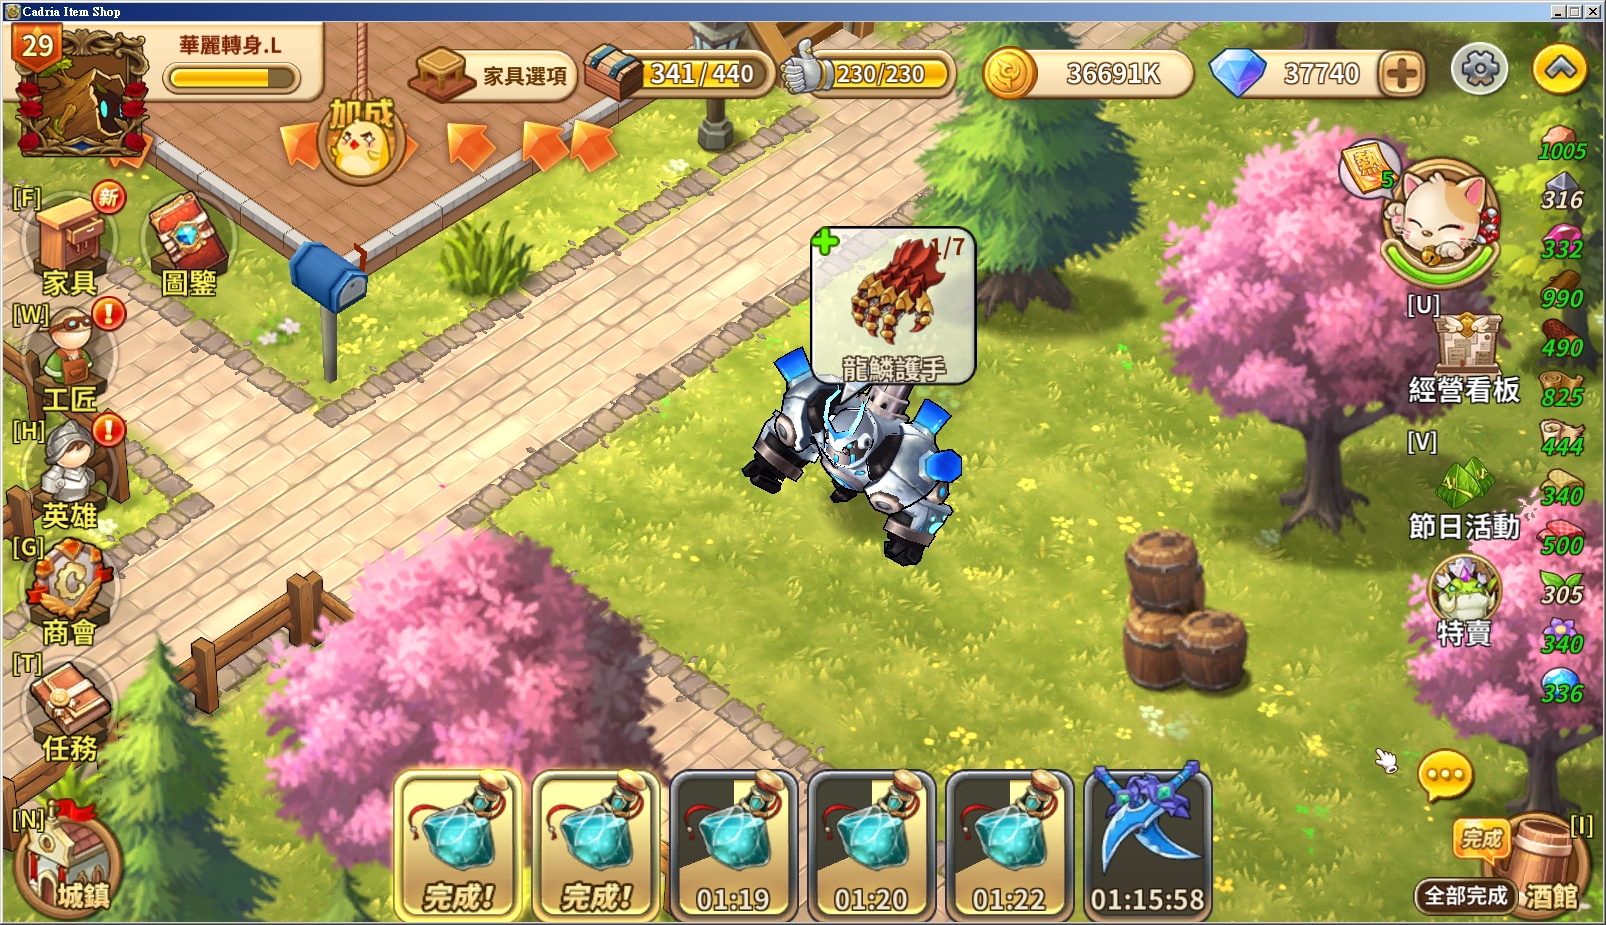 Cadria Item Shop
29
華麗轉身.L
家具選項
341/440
230/230
36691K
37740
加成
熱
5
1005
316
332
990
490
825
444
340
500
305
340
336
[F]
新
家具
圖鑒
[W]
工匠
[H]
英雄
[G]
商會
[T]
任務
[N]
城鎮
1/7
龍鱗護手
[U]
經營看板
[V]
節日活動
特賣
完成!
完成!
01:19
01:20
01:22
01:15:58
[I]
完成
全部完成
酒館